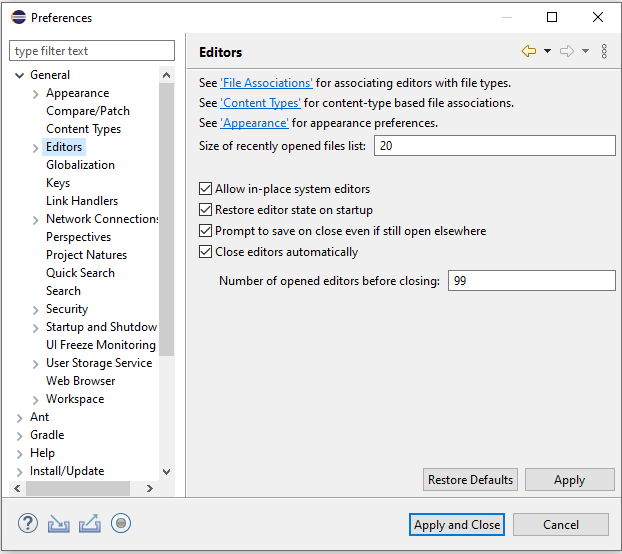 Preferences
type filter text
General
Appearance
Compare/Patch
Content Types
Editors
Globalization
Keys
Link Handlers
Network Connections
Perspectives
Project Natures
Quick Search
Search
Security
Startup and Shutdow
UI Freeze Monitoring
User Storage Service
Web Browser
Workspace
Ant
Gradle
Help
Install/Update
Editors
See 'File Associations' for associating editors with file types.
See 'Content Types' for content-type based file associations.
See 'Appearance' for appearance preferences.
Size of recently opened files list: 20
Allow in-place system editors
Restore editor state on startup
Prompt to save on close even if still open elsewhere
Close editors automatically
Number of opened editors before closing: 99
Restore Defaults Apply
Apply and Close Cancel